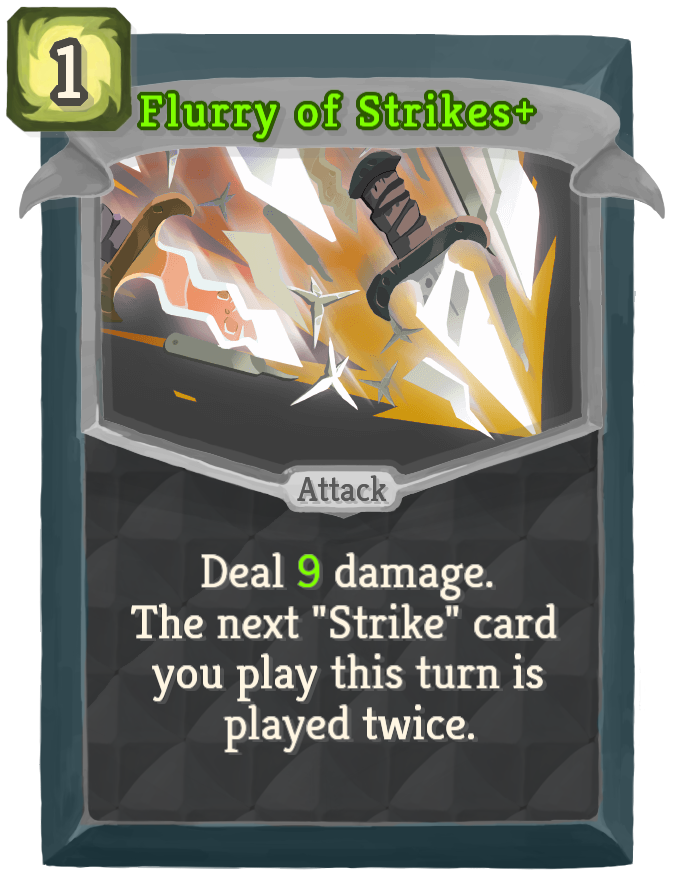 1
Flurry of Strikes+
Attack
Deal 9 damage.
The next "Strike" card
you play this turn is
played twice.